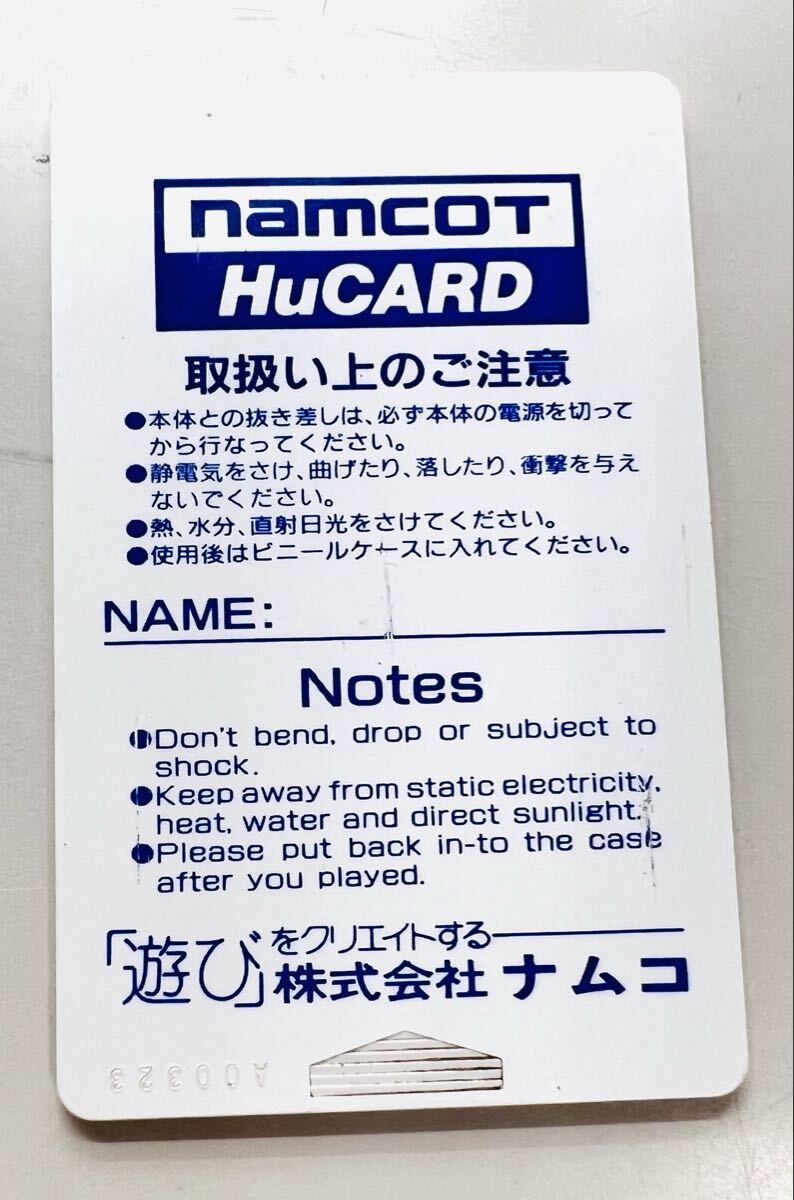 namcoT
HuCARD
取扱い上のご注意
●本体との抜き差しは、必ず本体の電源を切って
から行なってください。
●静電気をさけ、曲げたり、落したり、衝撃を与え
ないでください。
●熱、水分、直射日光をさけてください。
●使用後はビニールケースに入れてください。
NAME:
Notes
●Don't bend, drop or subject to
shock.
●Keep away from static electricity,
heat, water and direct sunlight.
●Please put back in-to the case
after you played.
「遊び」をクリエイトする
株式会社ナムコ
A00323